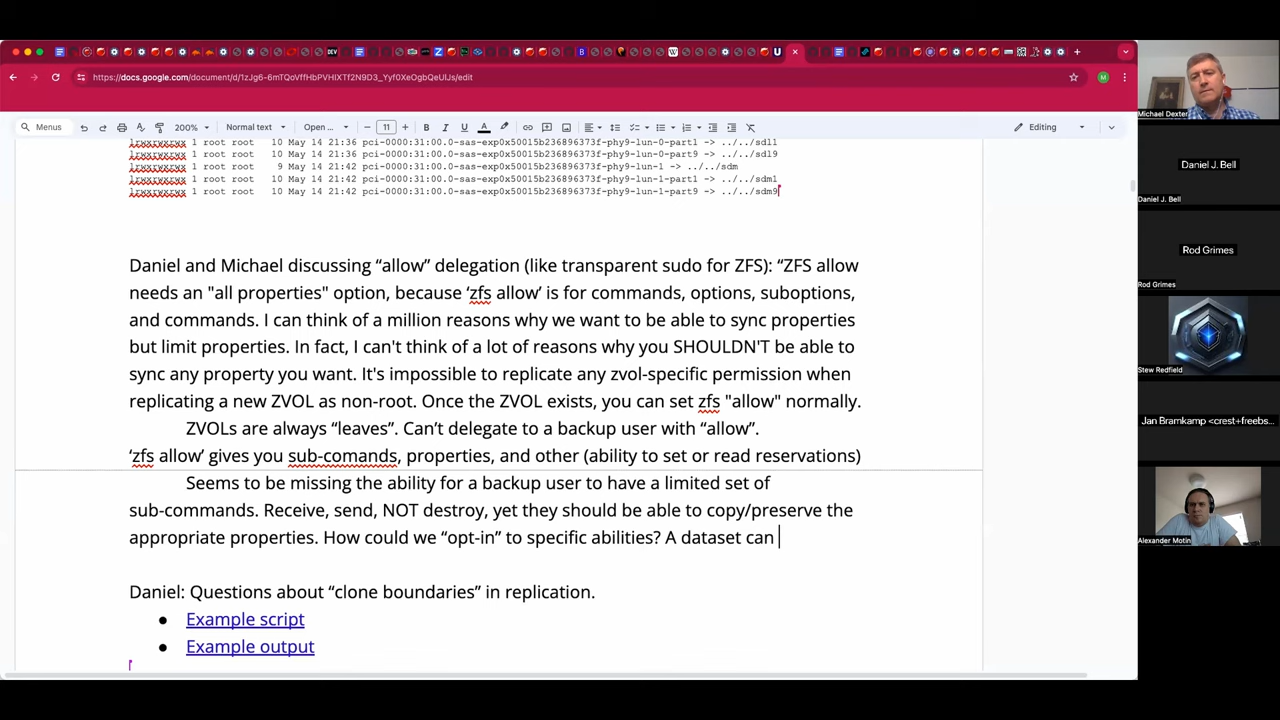 https://docs.google.com/document/d/1zJg6-6mTQoVffHbPVHIXTf2N9D3_Yyf0XeOgbQeUIJs/edit
Menus
200%
Normal text
Open ...
11
B
Editing
lrwxrwxrwx 1 root root 10 May 14 21:36 pci-0000:31:00.0-sas-exp0x50015b236896373f-phy9-lun-0-part1 -> ../../sdl1
lrwxrwxrwx 1 root root 10 May 14 21:36 pci-0000:31:00.0-sas-exp0x50015b236896373f-phy9-lun-0-part9 -> ../../sdl9
lrwxrwxrwx 1 root root 9 May 14 21:42 pci-0000:31:00.0-sas-exp0x50015b236896373f-phy9-lun-1 -> ../../sdm
lrwxrwxrwx 1 root root 10 May 14 21:42 pci-0000:31:00.0-sas-exp0x50015b236896373f-phy9-lun-1-part1 -> ../../sdm1
lrwxrwxrwx 1 root root 10 May 14 21:42 pci-0000:31:00.0-sas-exp0x50015b236896373f-phy9-lun-1-part9 -> ../../sdm9
Daniel and Michael discussing “allow” delegation (like transparent sudo for ZFS): “ZFS allow
needs an "all properties" option, because ‘zfs allow’ is for commands, options, suboptions,
and commands. I can think of a million reasons why we want to be able to sync properties
but limit properties. In fact, I can't think of a lot of reasons why you SHOULDN'T be able to
sync any property you want. It's impossible to replicate any zvol-specific permission when
replicating a new ZVOL as non-root. Once the ZVOL exists, you can set zfs "allow" normally.
ZVOLs are always “leaves”. Can’t delegate to a backup user with “allow”.
‘zfs allow’ gives you sub-comands, properties, and other (ability to set or read reservations)
Seems to be missing the ability for a backup user to have a limited set of
sub-commands. Receive, send, NOT destroy, yet they should be able to copy/preserve the
appropriate properties. How could we “opt-in” to specific abilities? A dataset can
Daniel: Questions about “clone boundaries” in replication.
● Example script
● Example output
Michael Dexter
Daniel J. Bell
Daniel J. Bell
Rod Grimes
Rod Grimes
Stew Redfield
Jan Bramkamp <crest+freebs...
Alexander Motin